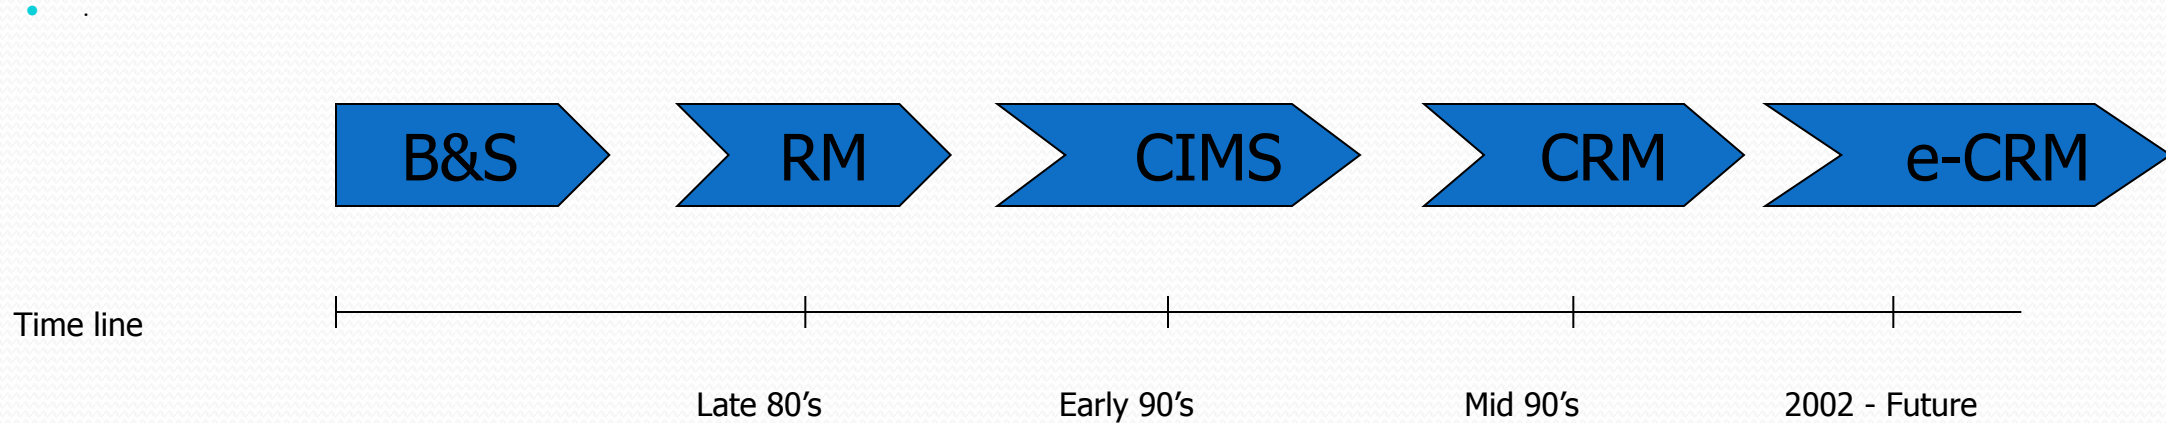 .
B&S RM CIMS CRM e-CRM
Time line
Late 80’s Early 90’s Mid 90’s 2002 - Future